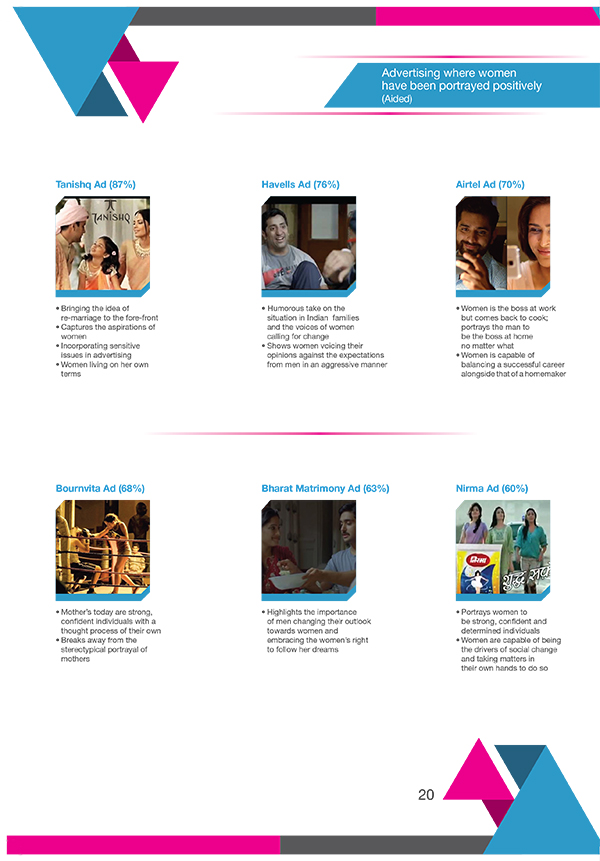 Advertising where women
have been portrayed positively
(Aided)
Tanishq Ad (87%)
TANISHQ
• Bringing the idea of
re-marriage to the fore-front
• Captures the aspirations of
women
• Incorporating sensitive
issues in advertising
• Women living on her own
terms
Havells Ad (76%)
• Humorous take on the
situation in Indian families
and the voices of women
calling for change
• Shows women voicing their
opinions against the expectations
from men in an aggressive manner
Airtel Ad (70%)
• Women is the boss at work
but comes back to cook;
portrays the man to
be the boss at home
no matter what
• Women is capable of
balancing a successful career
alongside that of a homemaker
Bournvita Ad (68%)
• Mother's today are strong,
confident individuals with a
thought process of their own
• Breaks away from the
stereotypical portrayal of
mothers
Bharat Matrimony Ad (63%)
• Highlights the importance
of men changing their outlook
towards women and
embracing the women's right
to follow her dreams
Nirma Ad (60%)
निरमा
शुद्ध
• Portrays women to
be strong, confident and
determined individuals
• Women are capable of being
the drivers of social change
and taking matters in
their own hands to do so
20